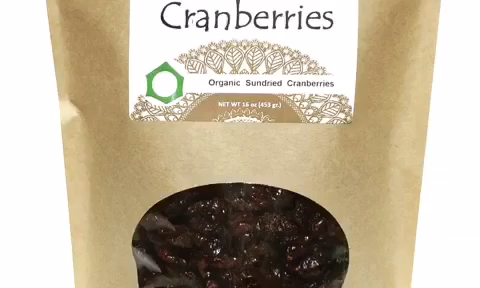 Cranberries
Organic Sundried Cranberries
NET WT 16 oz (453 gr.)